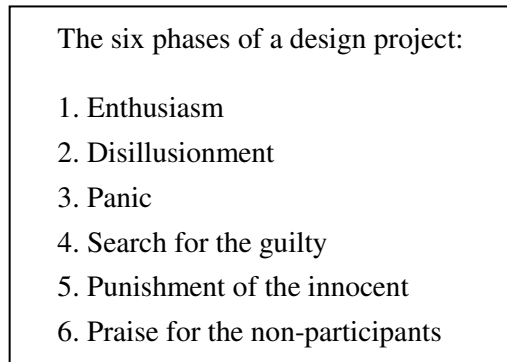 The six phases of a design project:
1. Enthusiasm
2. Disillusionment
3. Panic
4. Search for the guilty
5. Punishment of the innocent
6. Praise for the non-participants